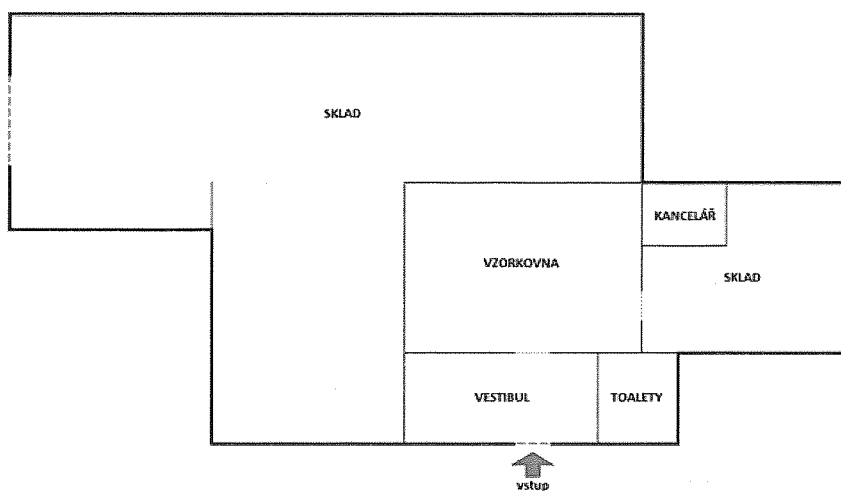 SKLAD
KANCELÁŘ
VZORKOVNA
SKLAD
VESTIBUL
TOALETY
vstup